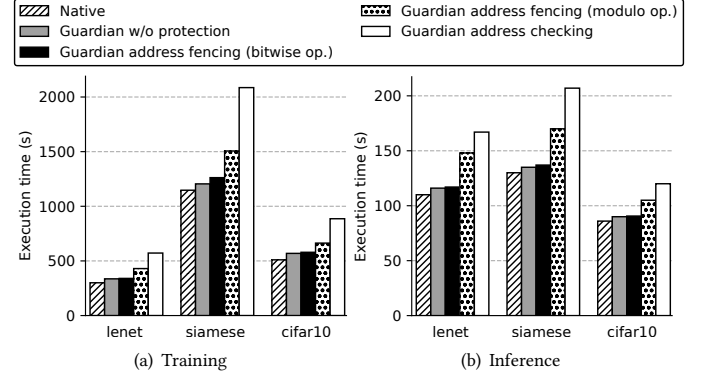 Native
Guardian w/o protection
Guardian address fencing (bitwise op.)
Guardian address fencing (modulo op.)
Guardian address checking
Execution time (s)
2000
1500
1000
500
0
lenet siamese cifar10
(a) Training
Execution time (s)
200
150
100
50
0
lenet siamese cifar10
(b) Inference